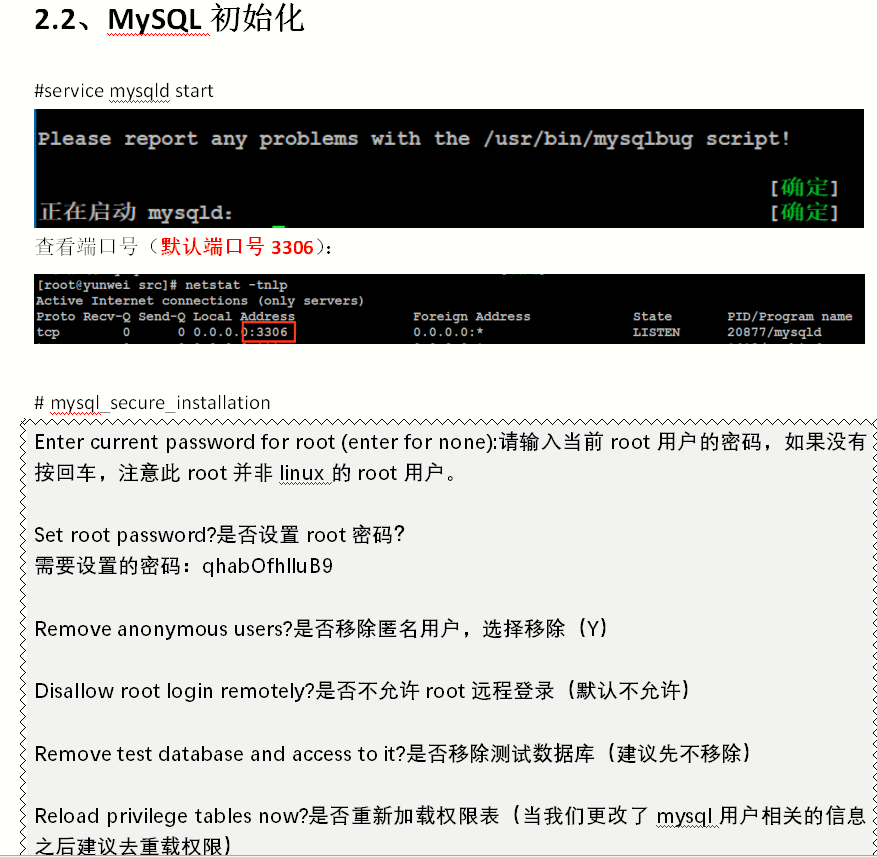 2.2、MySQL 初始化
#service mysqld start
Please report any problems with the /usr/bin/mysqlbug script!
[确定]
正在启动 mysqld: [确定]
查看端口号（默认端口号 3306）:
[root@yunwei src]# netstat -tnlp
Active Internet connections (only servers)
Proto Recv-Q Send-Q Local Address Foreign Address State PID/Program name
tcp 0 0 0.0.0.0:3306 0.0.0.0:* LISTEN 20877/mysqld
# mysql_secure_installation
Enter current password for root (enter for none):请输入当前 root 用户的密码，如果没有
按回车，注意此 root 并非 linux 的 root 用户。
Set root password?是否设置 root 密码？
需要设置的密码：
Remove anonymous users?是否移除匿名用户，选择移除（Y）
Disallow root login remotely?是否不允许 root 远程登录（默认不允许）
Remove test database and access to it?是否移除测试数据库（建议先不移除）
Reload privilege tables now?是否重新加载权限表（当我们更改了 mysql 用户相关的信息
之后建议去重载权限）